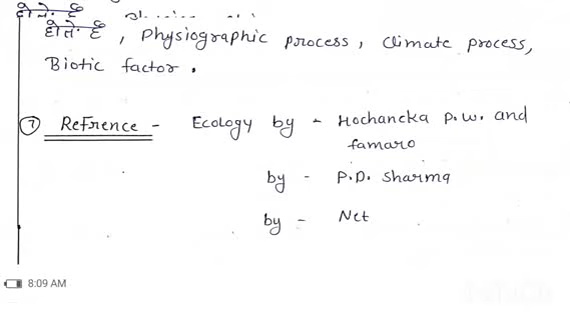 होते है
होते है, Physiographic process, Climate process,
Biotic factor.
⑦ Refrence - Ecology by - Hochancka P.W. and
famaro
by - P.D. Sharma
by - Net
8:09 AM